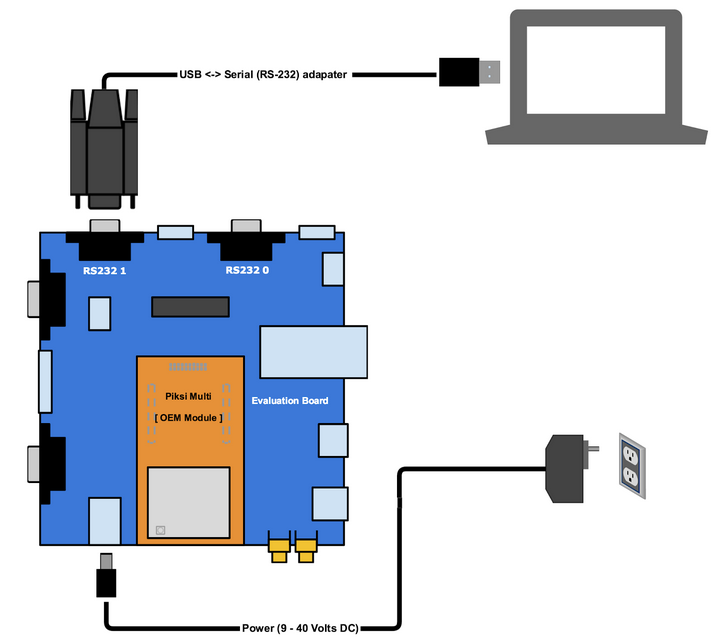 USB <-> Serial (RS-232) adapater
RS232 1
RS232 0
Piksi Multi
[ OEM Module ]
Evaluation Board
Power (9 - 40 Volts DC)